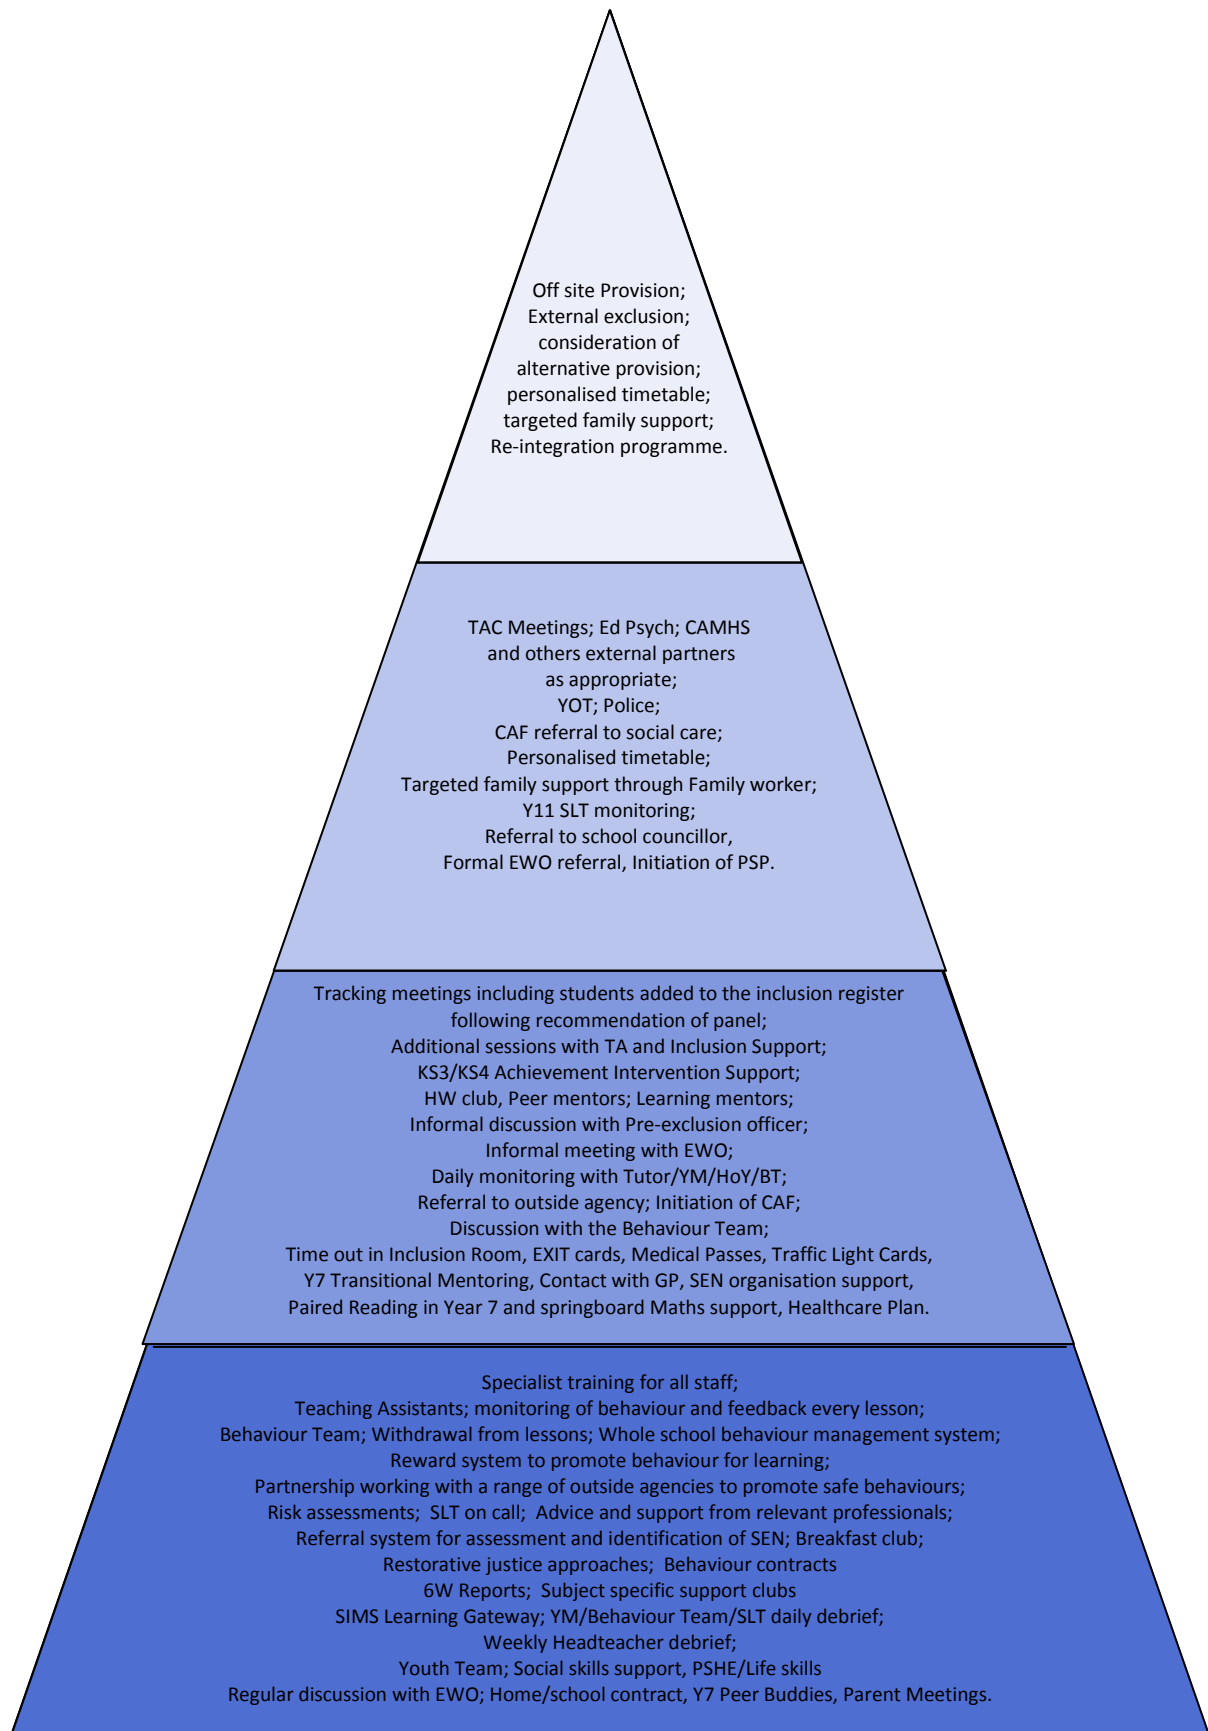 Off site Provision;
External exclusion;
consideration of
alternative provision;
personalised timetable;
targeted family support;
Re-integration programme.
TAC Meetings; Ed Psych; CAMHS
and others external partners
as appropriate;
YOT; Police;
CAF referral to social care;
Personalised timetable;
Targeted family support through Family worker;
Y11 SLT monitoring;
Referral to school councillor,
Formal EWO referral, Initiation of PSP.
Tracking meetings including students added to the inclusion register
following recommendation of panel;
Additional sessions with TA and Inclusion Support;
KS3/KS4 Achievement Intervention Support;
HW club, Peer mentors; Learning mentors;
Informal discussion with Pre-exclusion officer;
Informal meeting with EWO;
Daily monitoring with Tutor/YM/HoY/BT;
Referral to outside agency; Initiation of CAF;
Discussion with the Behaviour Team;
Time out in Inclusion Room, EXIT cards, Medical Passes, Traffic Light Cards,
Y7 Transitional Mentoring, Contact with GP, SEN organisation support,
Paired Reading in Year 7 and springboard Maths support, Healthcare Plan.
Specialist training for all staff;
Teaching Assistants; monitoring of behaviour and feedback every lesson;
Behaviour Team; Withdrawal from lessons; Whole school behaviour management system;
Reward system to promote behaviour for learning;
Partnership working with a range of outside agencies to promote safe behaviours;
Risk assessments;  SLT on call;  Advice and support from relevant professionals;
Referral system for assessment and identification of SEN; Breakfast club;
Restorative justice approaches;  Behaviour contracts
6W Reports;  Subject specific support clubs
SIMS Learning Gateway; YM/Behaviour Team/SLT daily debrief;
Weekly Headteacher debrief;
Youth Team; Social skills support, PSHE/Life skills
Regular discussion with EWO; Home/school contract, Y7 Peer Buddies, Parent Meetings.